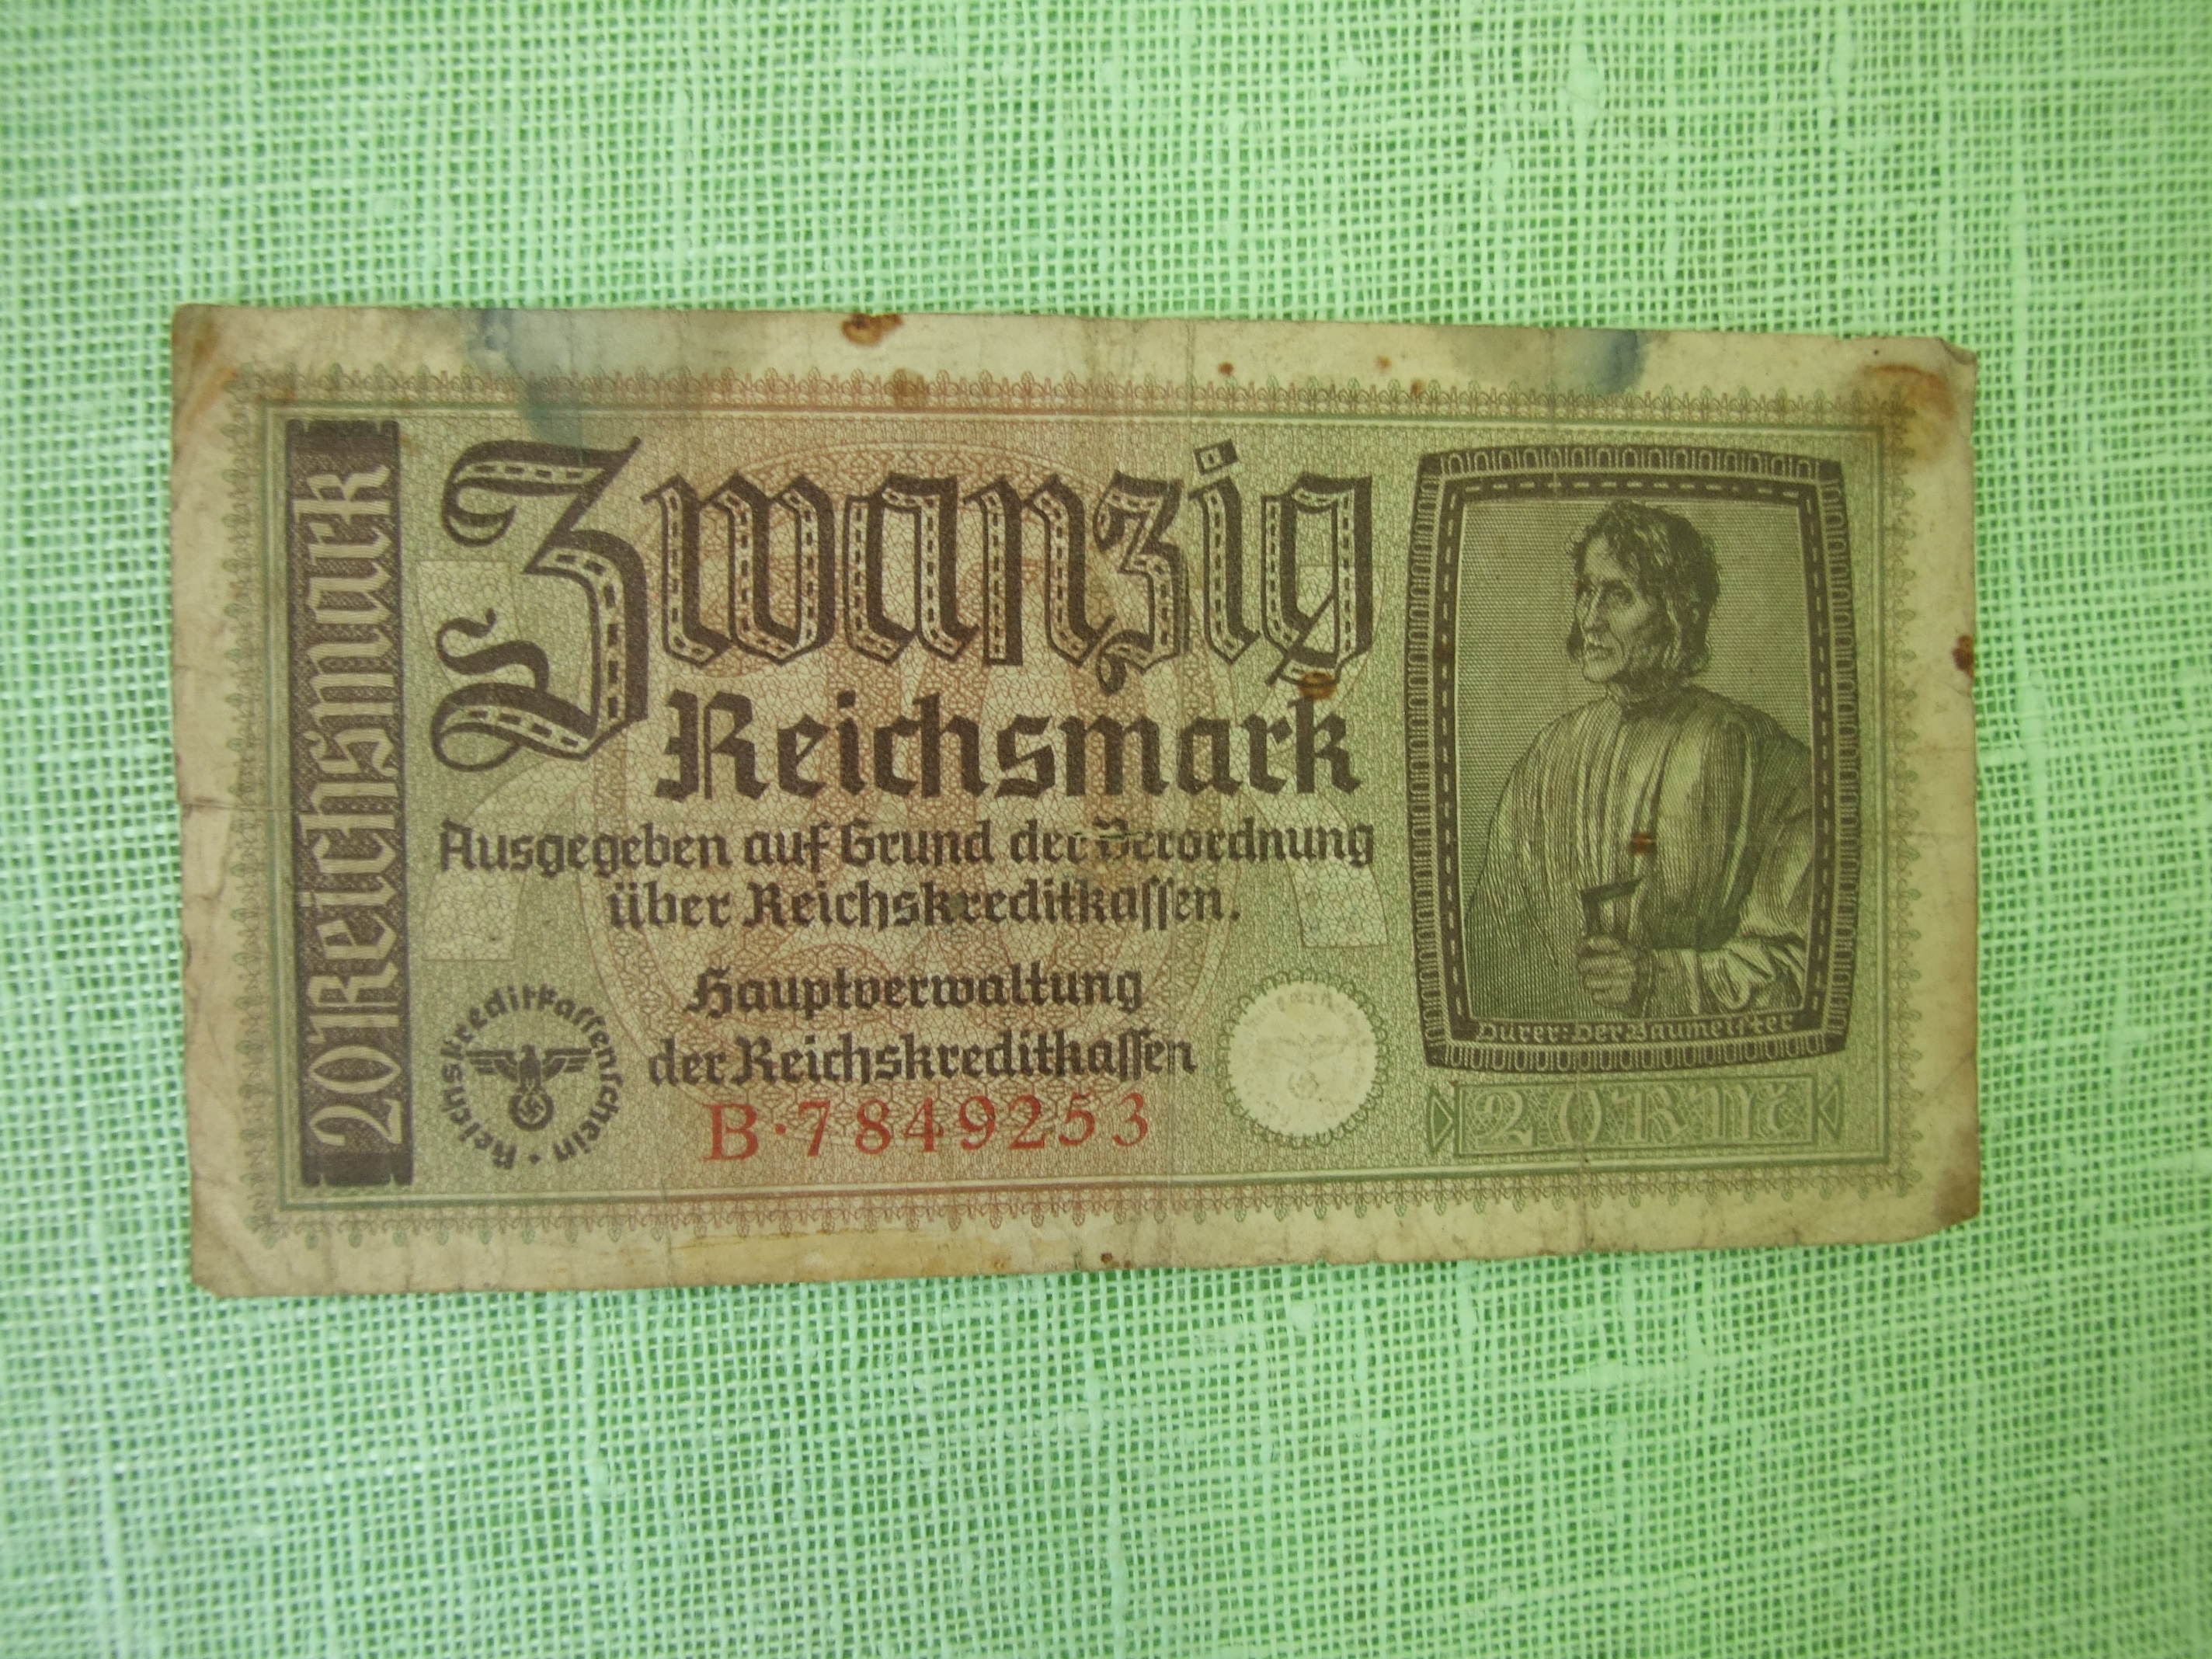 20 Reichsmark
Zwanzig
Reichsmark
Ausgegeben auf Grund der Verordnung
über Reichskreditkassen.
Hauptverwaltung
der Reichskreditkassen
Reichskreditkassenschein
B·7849253
Dürer: Der Baumeister
20 RM